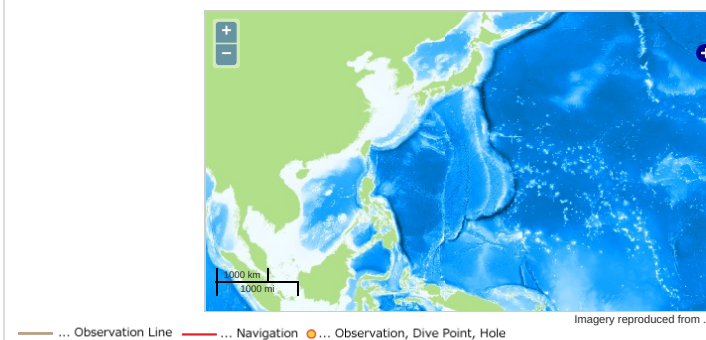 +
−
1000 km
1000 mi
Imagery reproduced from .
... Observation Line ... Navigation ... Observation, Dive Point, Hole